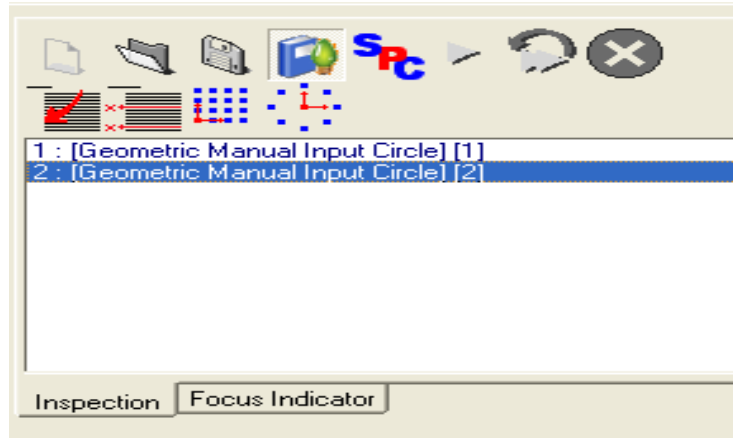 SPC
1 : [Geometric Manual Input Circle] [1]
2 : [Geometric Manual Input Circle] [2]
Inspection
Focus Indicator